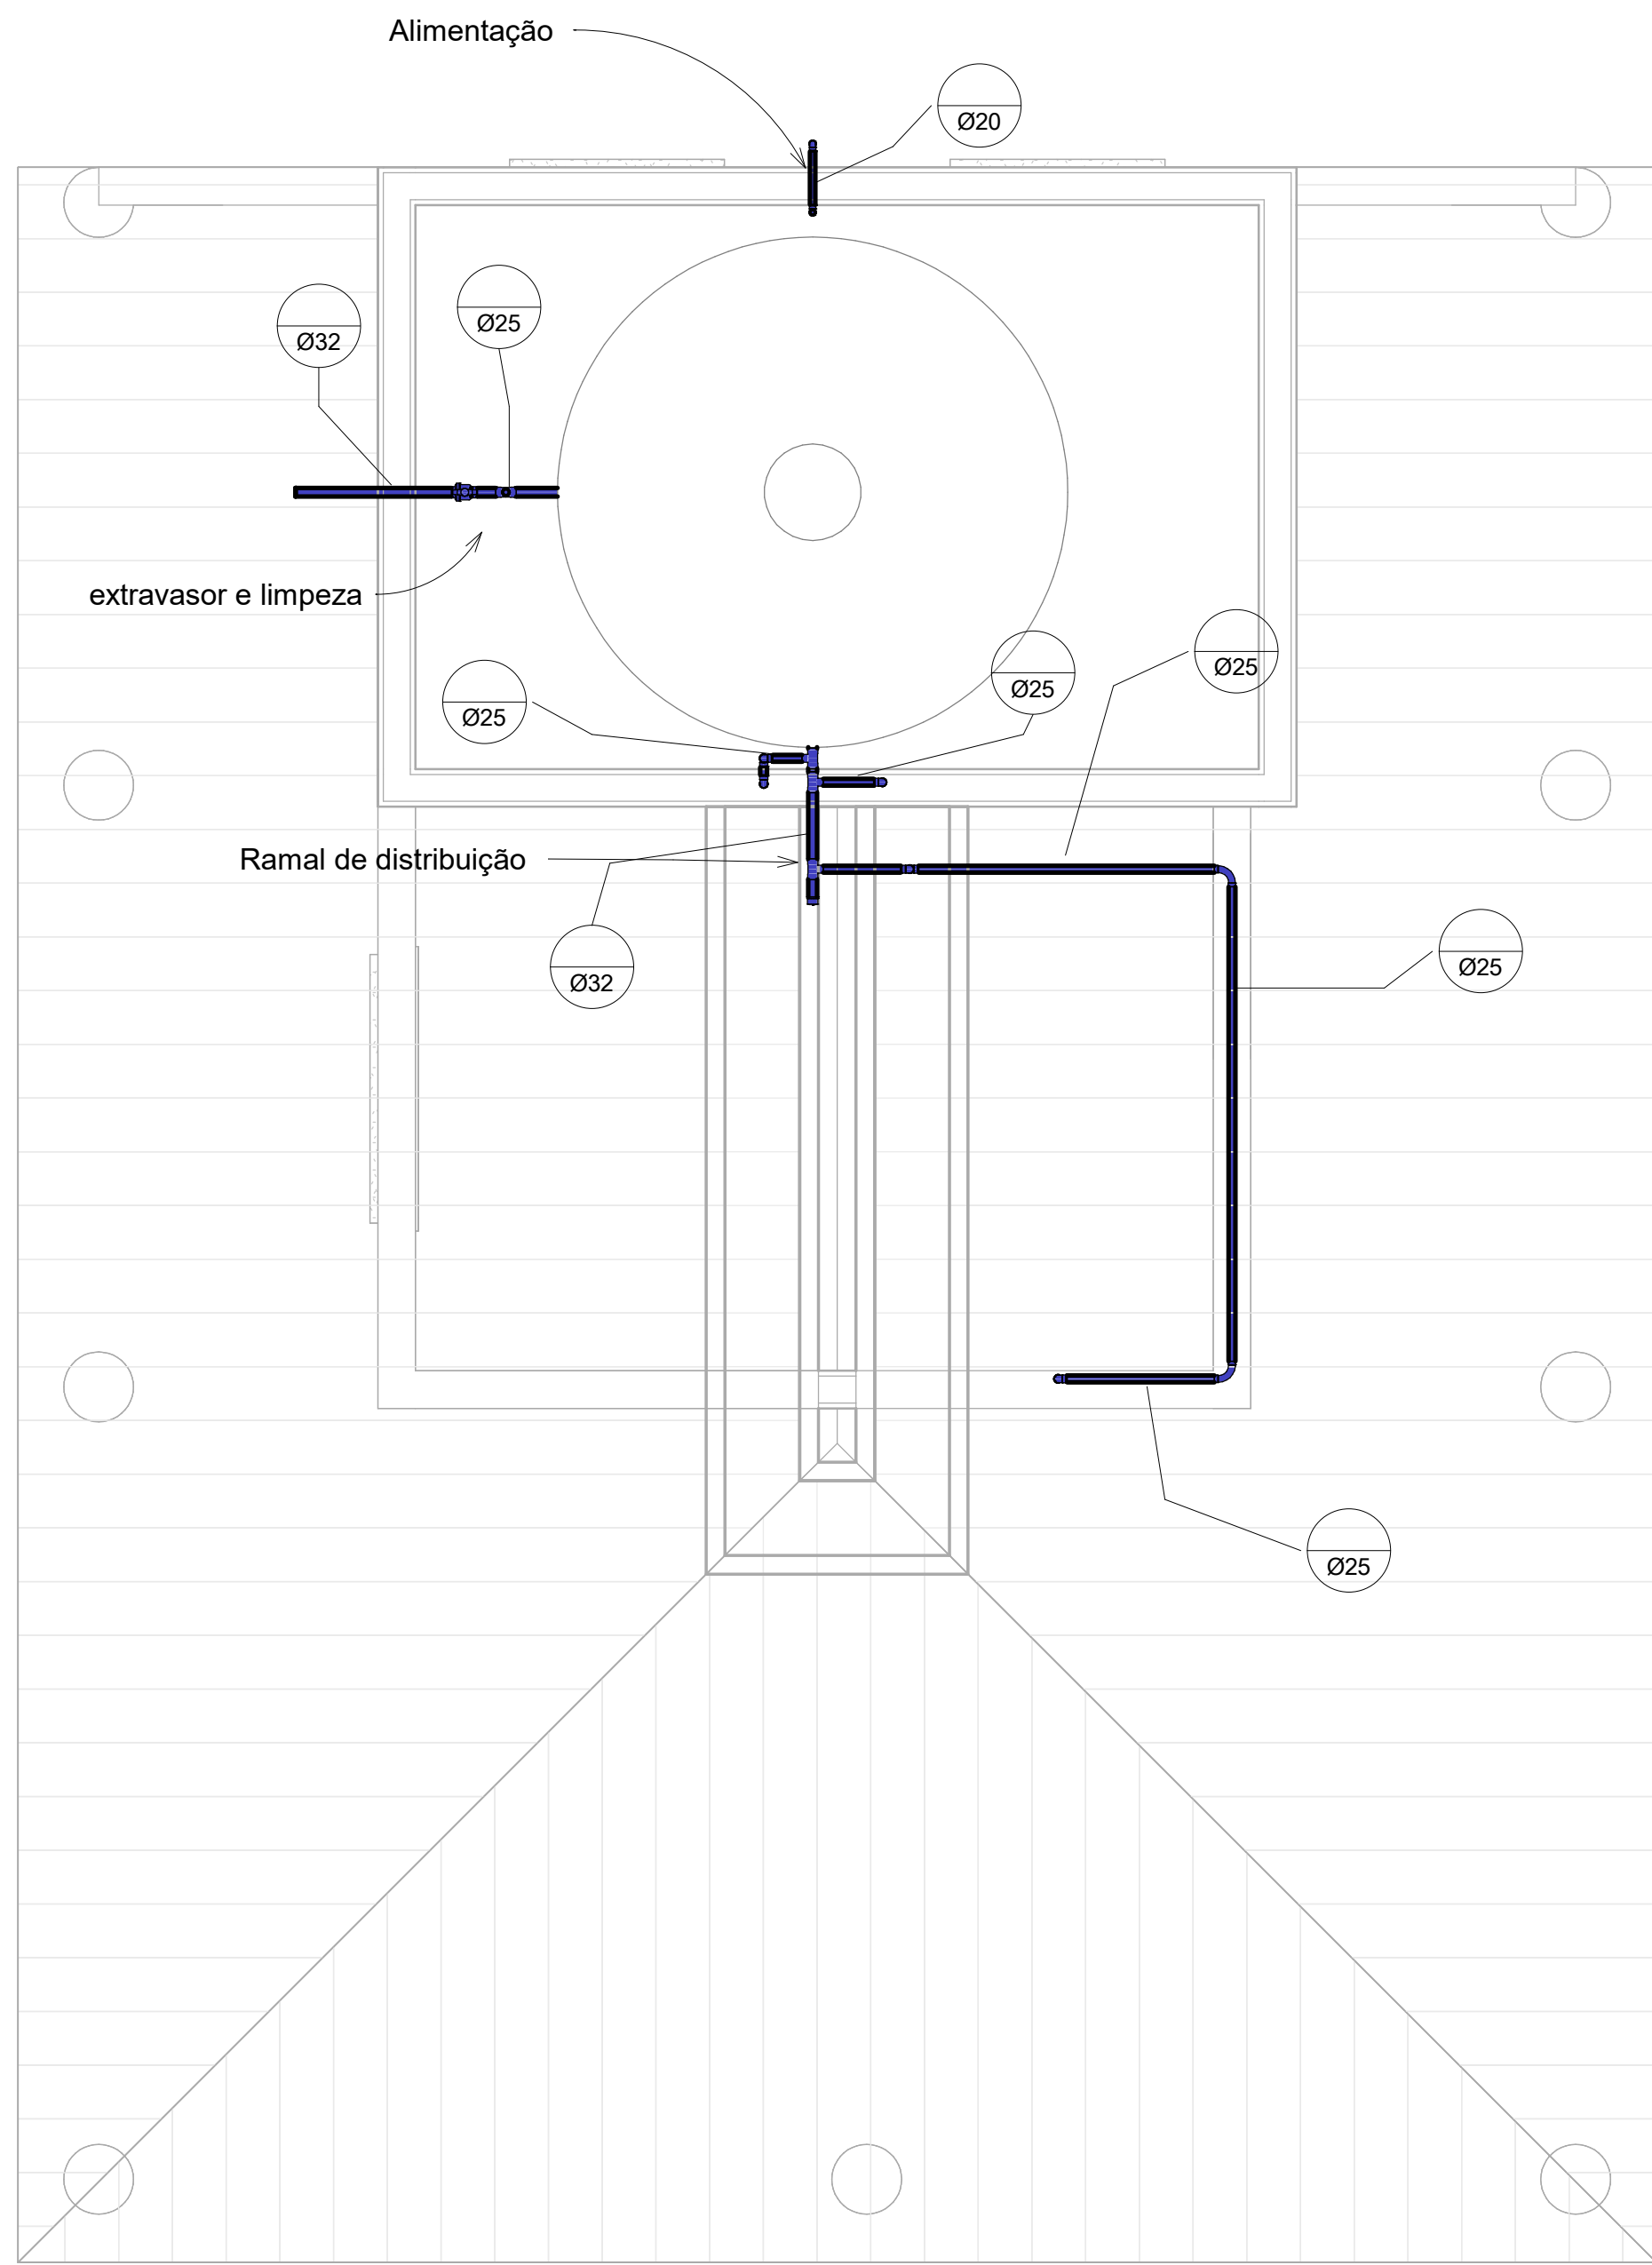 Alimentação
Ø20
Ø25
Ø32
extravasor e limpeza
Ø25
Ø25
Ø25
Ramal de distribuição
Ø25
Ø32
Ø25